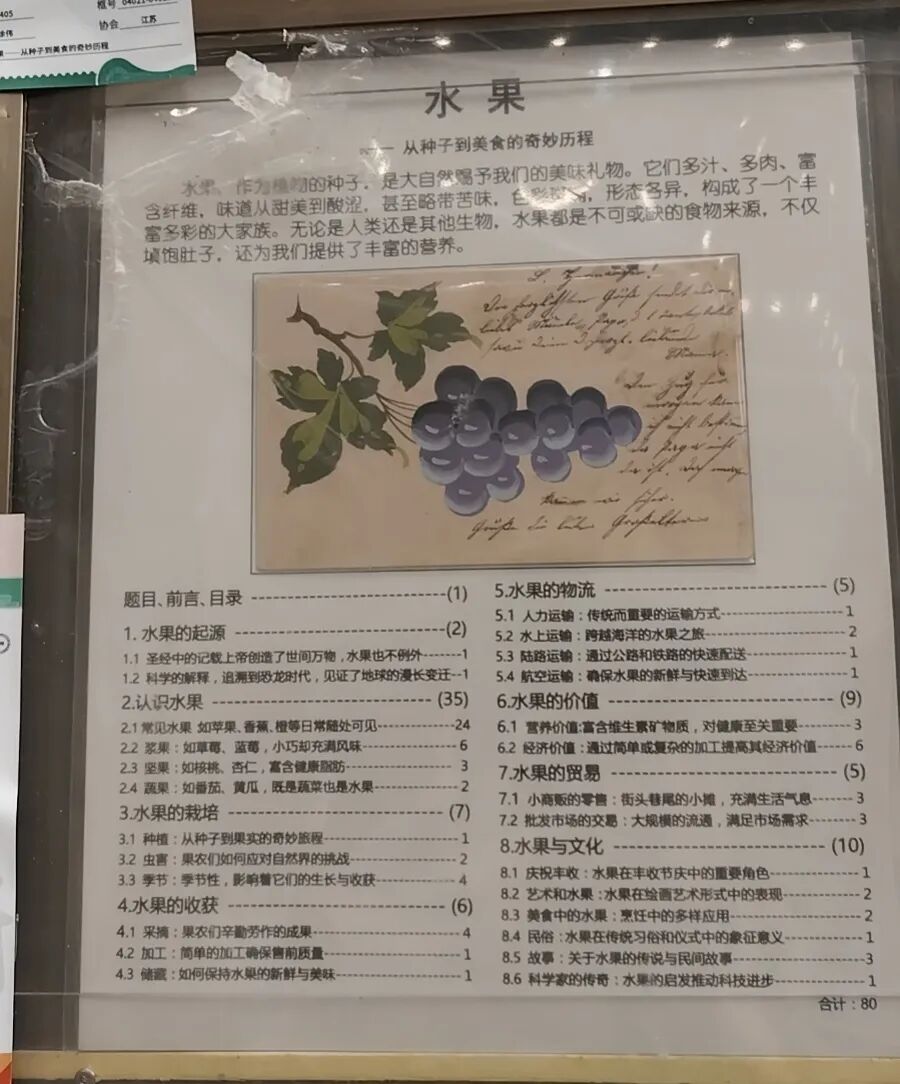 405
框号
协会 江苏
从种子到美食的奇妙历程
水 果
—— 从种子到美食的奇妙历程
水果、作为植物的种子，是大自然赐予我们的美味礼物。它们多汁、多肉、富
含纤维，味道从甜美到酸涩，甚至略带苦味，色彩斑斓，形态各异，构成了一个丰
富多彩的大家族。无论是人类还是其他生物，水果都是不可或缺的食物来源，不仅
填饱肚子，还为我们提供了丰富的营养。
题目、前言、目录 (1)
1. 水果的起源 (2)
1.1 圣经中的记载上帝创造了世间万物，水果也不例外 1
1.2 科学的解释，追溯到恐龙时代，见证了地球的漫长变迁 1
2.认识水果 (35)
2.1 常见水果 如苹果、香蕉、橙等日常随处可见 24
2.2 浆果：如草莓、蓝莓，小巧却充满风味 6
2.3 坚果：如核桃、杏仁，富含健康脂肪 3
2.4 蔬果：如番茄、黄瓜，既是蔬菜也是水果 2
3.水果的栽培 (7)
3.1 种植：从种子到果实的奇妙旅程 1
3.2 虫害：果农们如何应对自然界的挑战 2
3.3 季节：季节性，影响着它们的生长与收获 4
4.水果的收获 (6)
4.1 采摘：果农们辛勤劳作的成果 4
4.2 加工：简单的加工确保售前质量 1
4.3 储藏：如何保持水果的新鲜与美味 1
5.水果的物流 (5)
5.1 人力运输：传统而重要的运输方式 1
5.2 水上运输：跨越海洋的水果之旅 2
5.3 陆路运输：通过公路和铁路的快速配送 1
5.4 航空运输：确保水果的新鲜与快速到达 1
6.水果的价值 (9)
6.1 营养价值:富含维生素矿物质，对健康至关重要 3
6.2 经济价值：通过简单或复杂的加工提高其经济价值 6
7.水果的贸易 (5)
7.1 小商贩的零售：街头巷尾的小摊，充满生活气息 3
7.2 批发市场的交易：大规模的流通，满足市场需求 3
8.水果与文化 (10)
8.1 庆祝丰收：水果在丰收节庆中的重要角色 1
8.2 艺术和水果：水果在绘画艺术形式中的表现 2
8.3 美食中的水果：烹饪中的多样应用 2
8.4 民俗：水果在传统习俗和仪式中的象征意义 1
8.5 故事：关于水果的传说与民间故事 3
8.6 科学家的传奇：水果的启发推动科技进步 1
合计：80